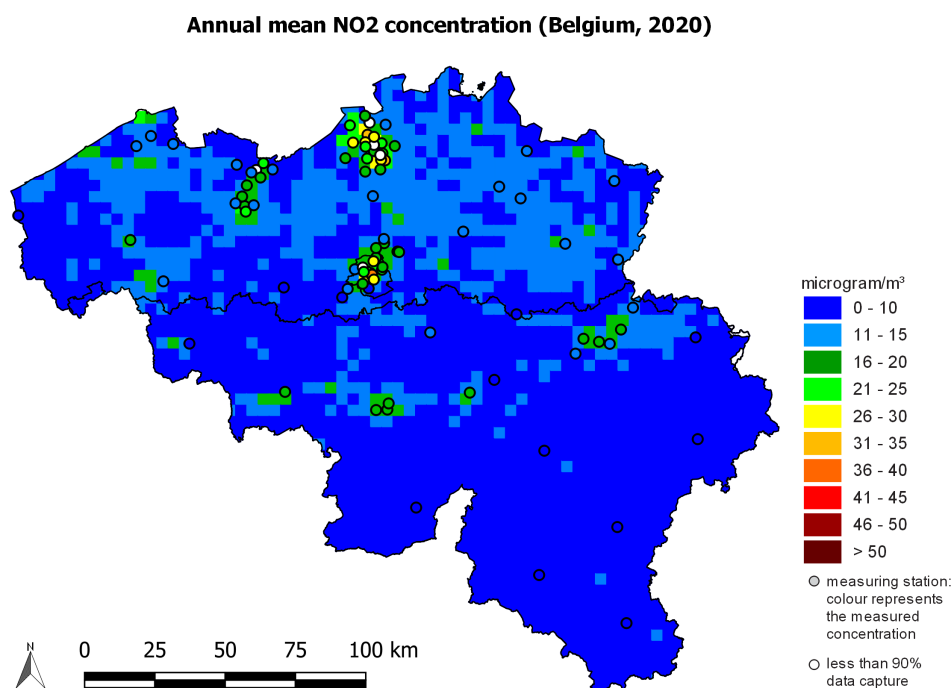 Annual mean NO2 concentration (Belgium, 2020)
microgram/m³
0 - 10
11 - 15
16 - 20
21 - 25
26 - 30
31 - 35
36 - 40
41 - 45
46 - 50
> 50
measuring station:
colour represents
the measured
concentration
less than 90%
data capture
N
0 25 50 75 100 km